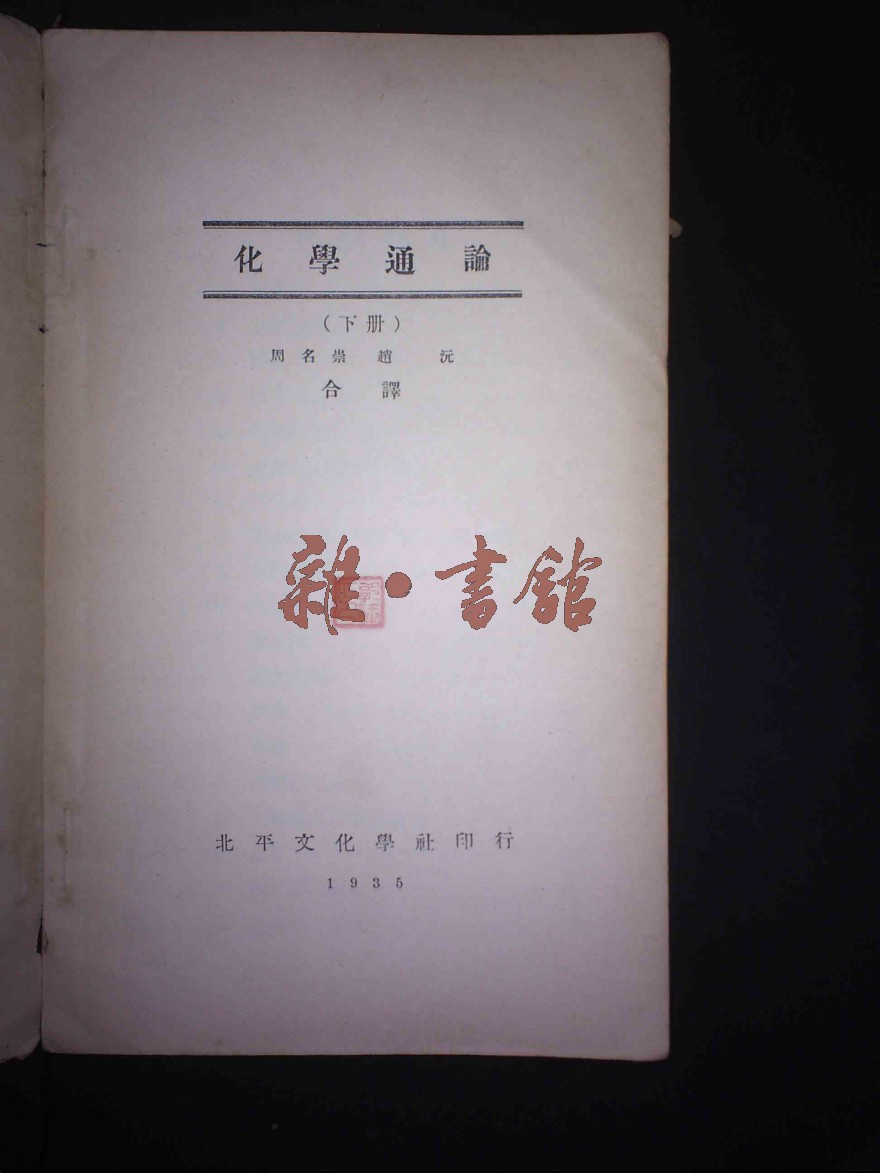 化學通論
(下册)
周名崇 趙 沅
合譯
雜·書館
北平文化學社印行
1935